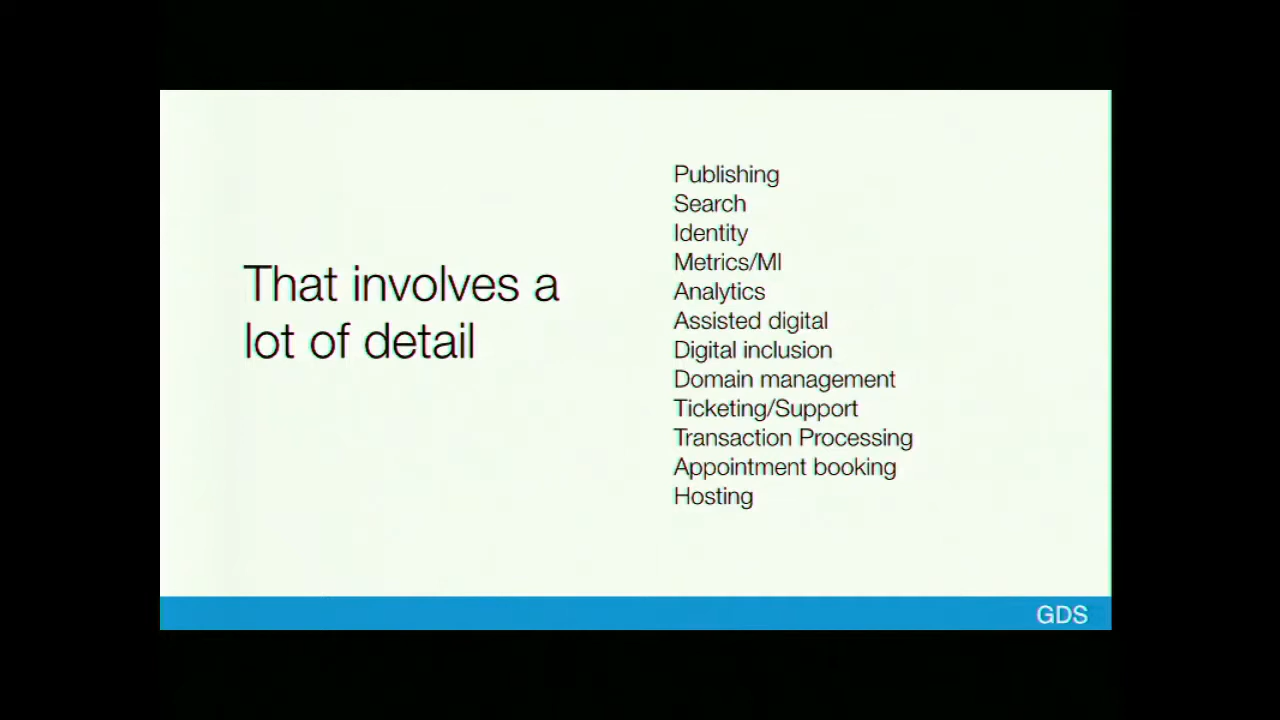 That involves a
lot of detail
Publishing
Search
Identity
Metrics/MI
Analytics
Assisted digital
Digital inclusion
Domain management
Ticketing/Support
Transaction Processing
Appointment booking
Hosting
GDS